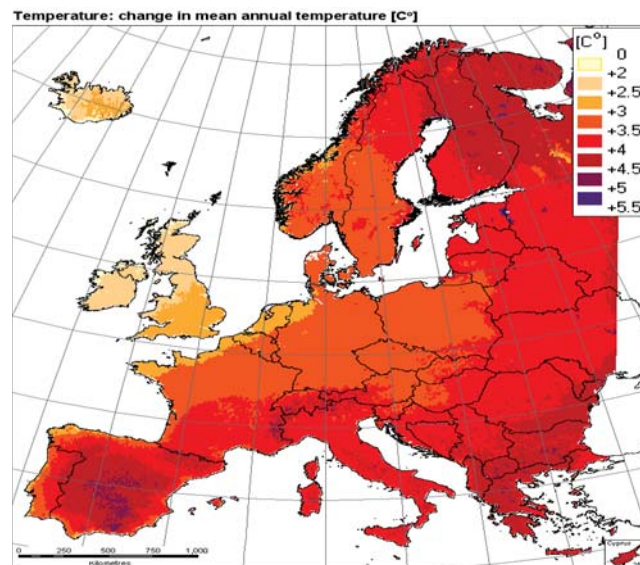 Temperature: change in mean annual temperature [C°]
[C°]
0
+2
+2.5
+3
+3.5
+4
+4.5
+5
+5.5
0 250 500 750 1,000
Kilometres
Cyprus